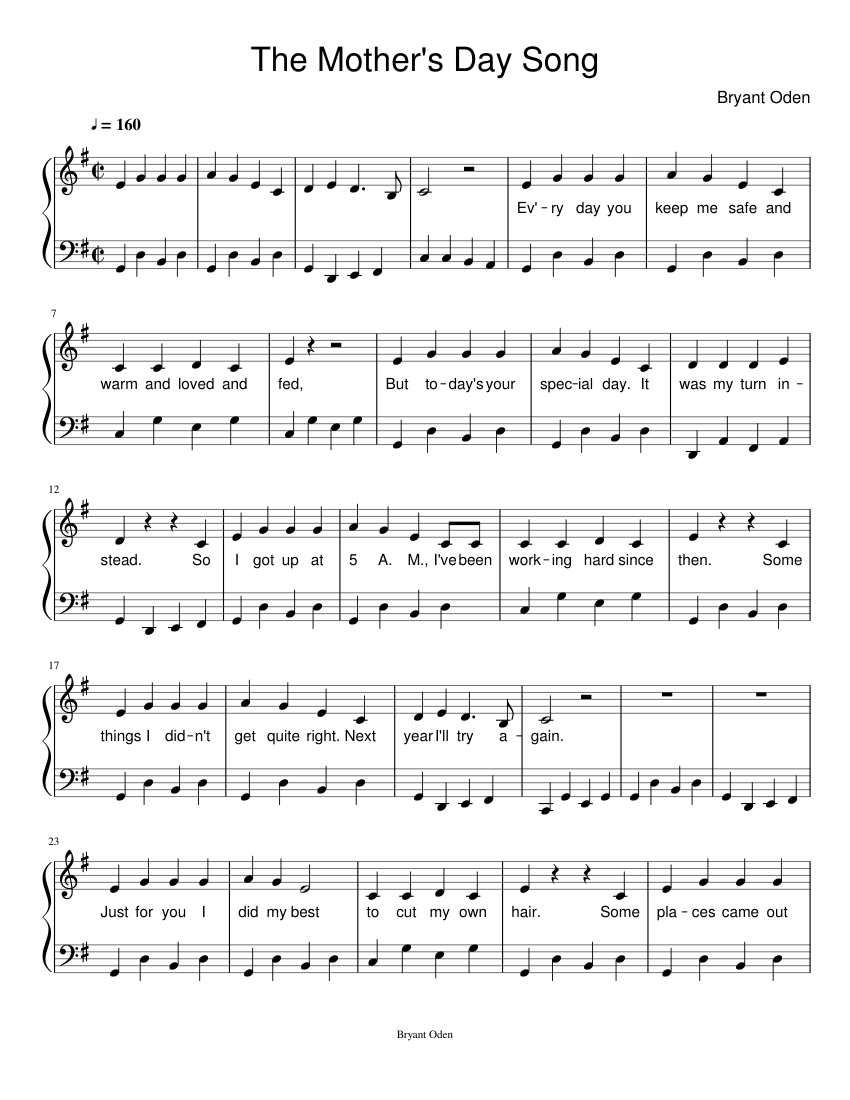 The Mother's Day Song
Bryant Oden
♩ = 160
Ev' - ry day you keep me safe and
7
warm and loved and fed, But to - day's your spec - ial day. It was my turn in -
12
stead. So I got up at 5 A. M., I've been work - ing hard since then. Some
17
things I did - n't get quite right. Next year I'll try a - gain.
23
Just for you I did my best to cut my own hair. Some pla - ces came out
Bryant Oden